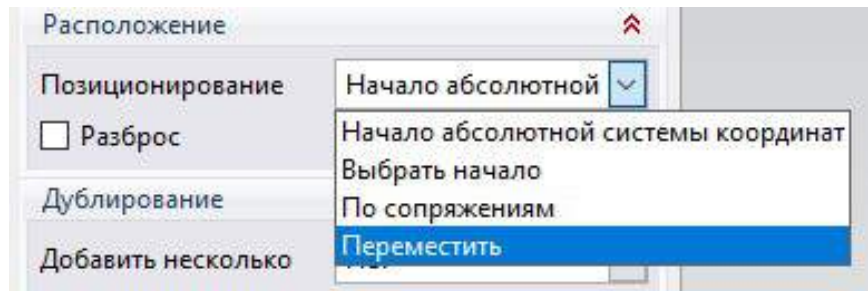 Расположение
Позиционирование Начало абсолютной
Разброс
Начало абсолютной системы координат
Выбрать начало
Дублирование
По сопряжениям
Переместить
Добавить несколько